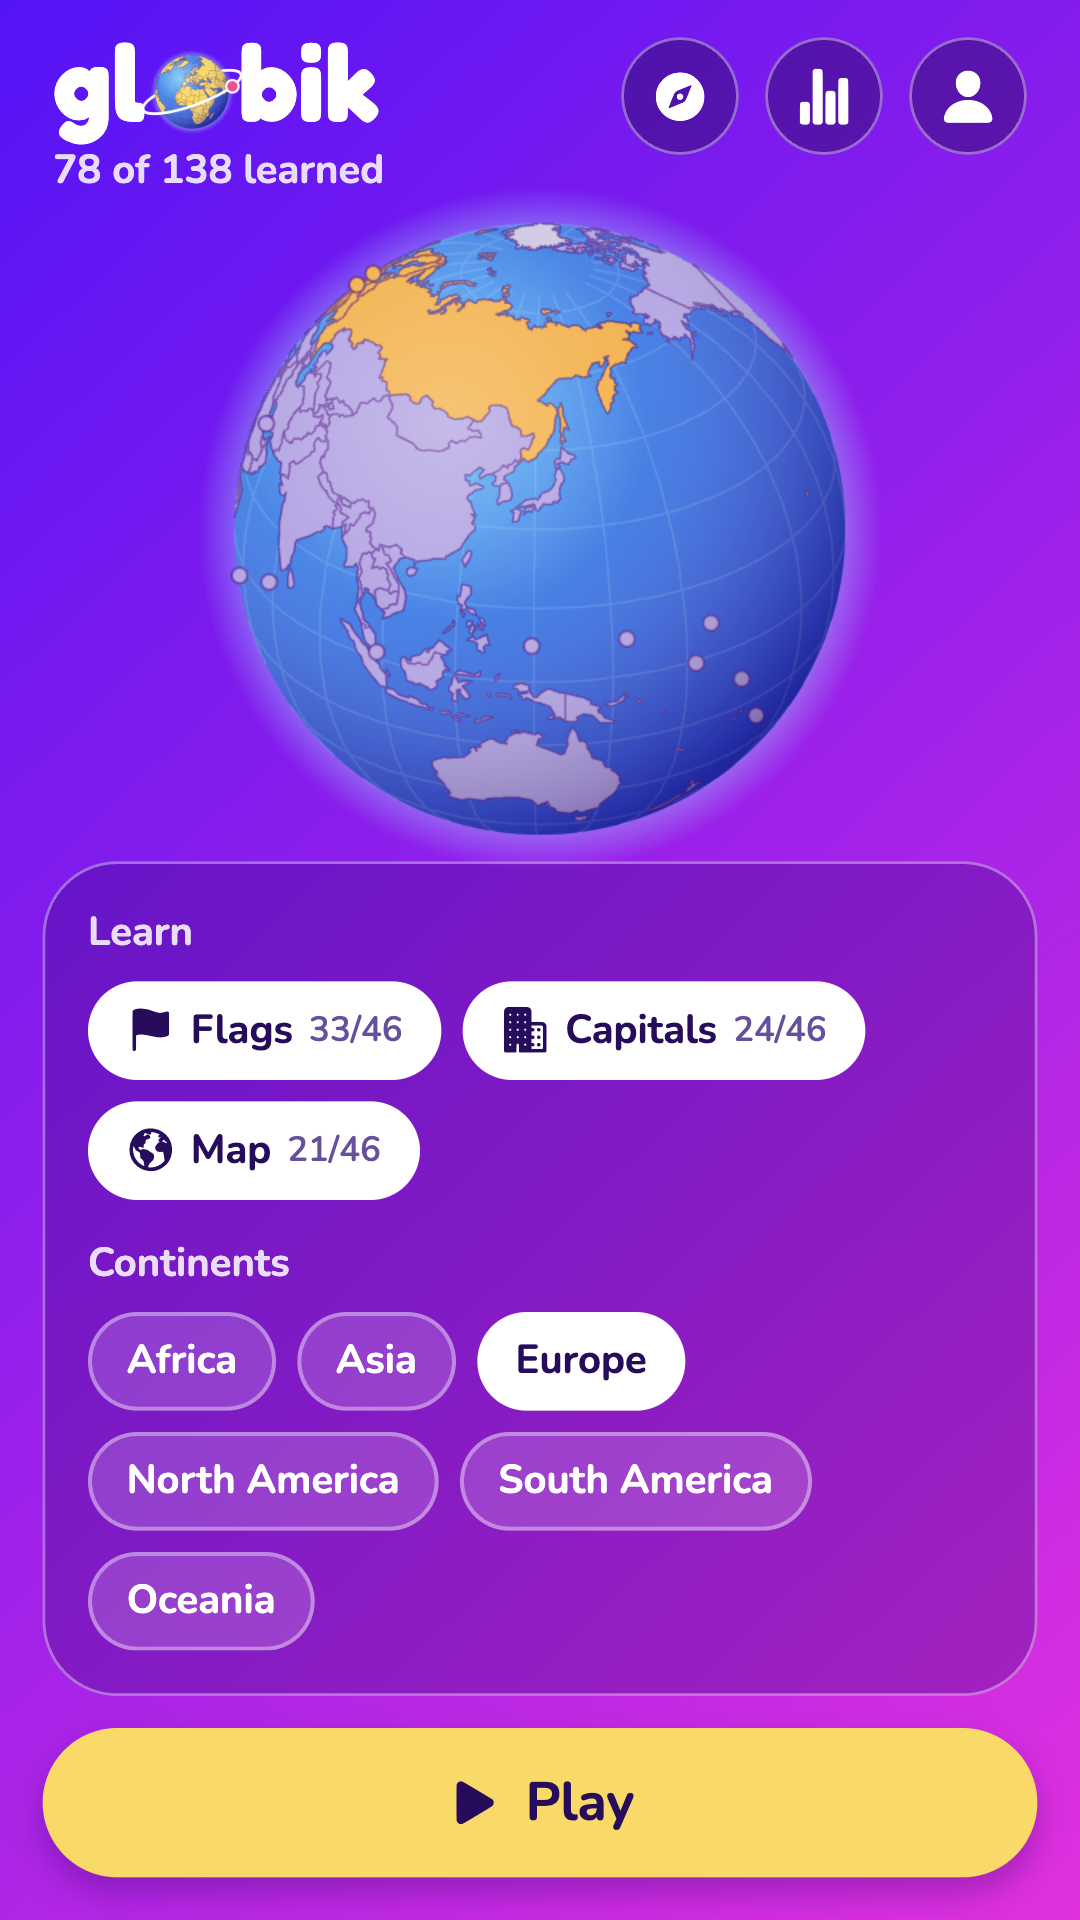 globik
78 of 138 learned
Learn
Flags 33/46
Capitals 24/46
Map 21/46
Continents
Africa
Asia
Europe
North America
South America
Oceania
Play